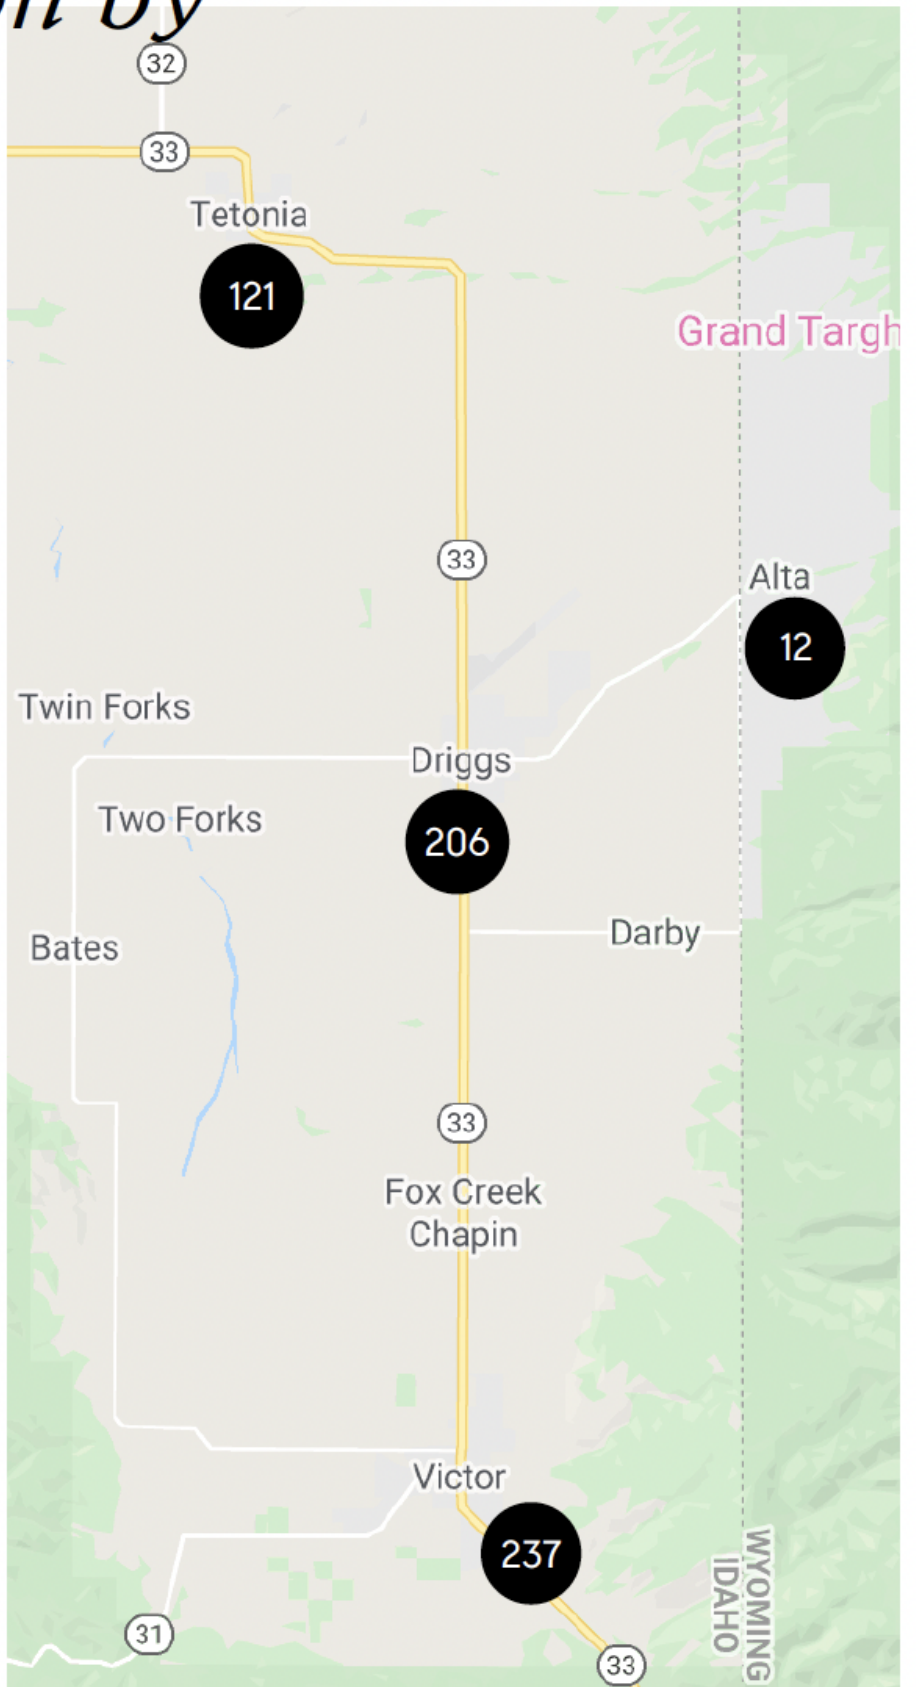 by
32
33
Tetonia
121
Grand Targh
33
Alta
12
Twin Forks
Driggs
Two Forks
206
Bates
Darby
33
Fox Creek
Chapin
Victor
237
WYOMING
IDAHO
31
33